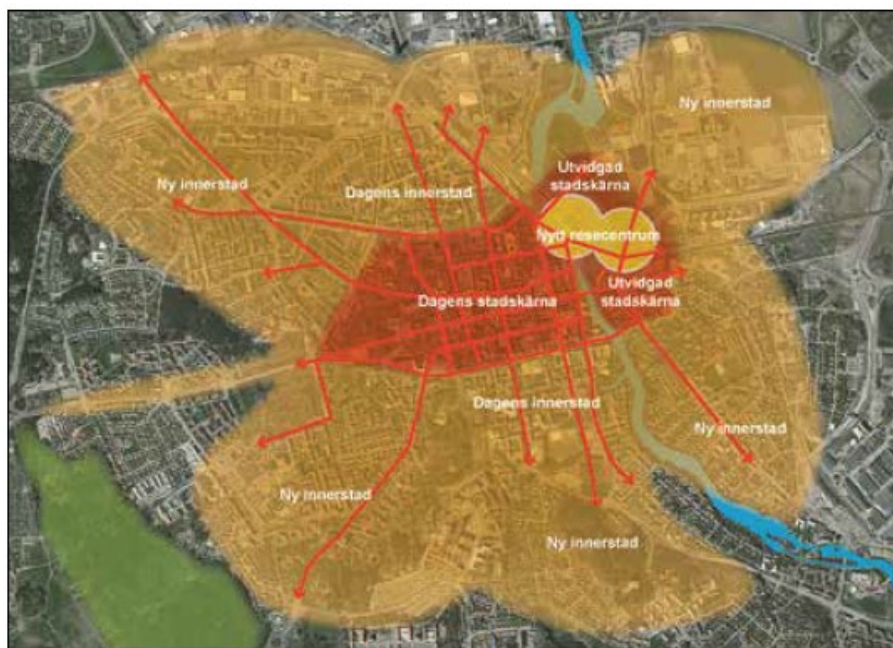 Ny innerstad
Utvidgad
stadskärna
Ny innerstad
Dagens innerstad
Nytt resecentrum
Utvidgad
stadskärna
Dagens stadskärna
Dagens innerstad
Ny innerstad
Ny innerstad
Ny innerstad